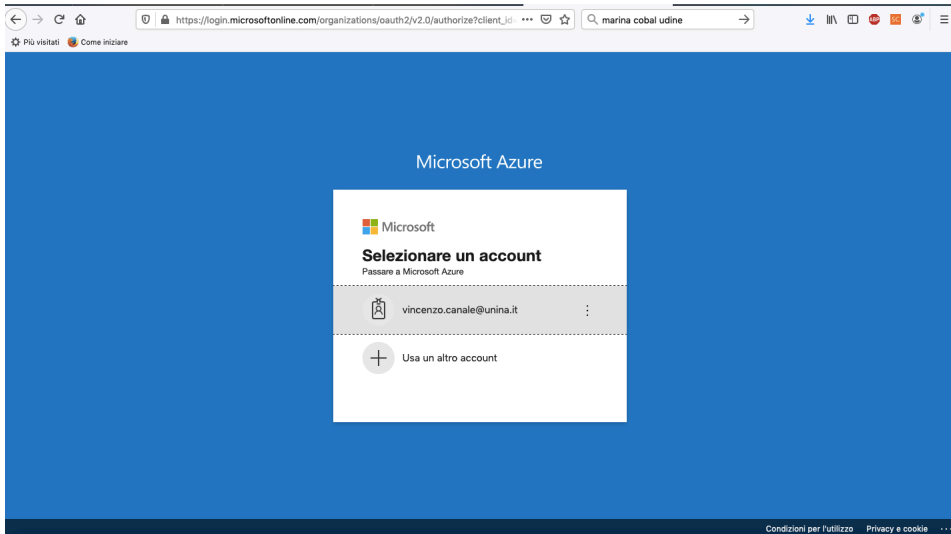 https://login.microsoftonline.com/organizations/oauth2/v2.0/authorize?client_id
marina cobal udine
ABP
SC
Più visitati
Come iniziare
Microsoft Azure
Microsoft
Selezionare un account
Passare a Microsoft Azure
vincenzo.canale@unina.it
Usa un altro account
Condizioni per l'utilizzo Privacy e cookie